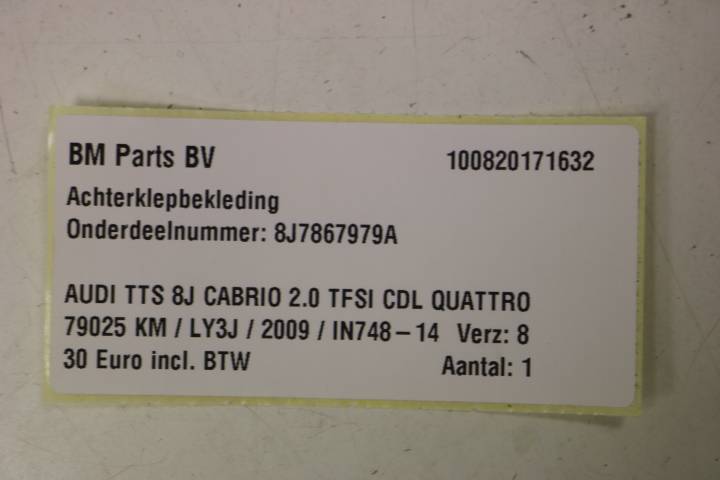 BM Parts BV 100820171632
Achterklepbekleding
Onderdeelnummer: 8J7867979A
AUDI TTS 8J CABRIO 2.0 TFSI CDL QUATTRO
79025 KM / LY3J / 2009 / IN748-14 Verz: 8
30 Euro incl. BTW Aantal: 1